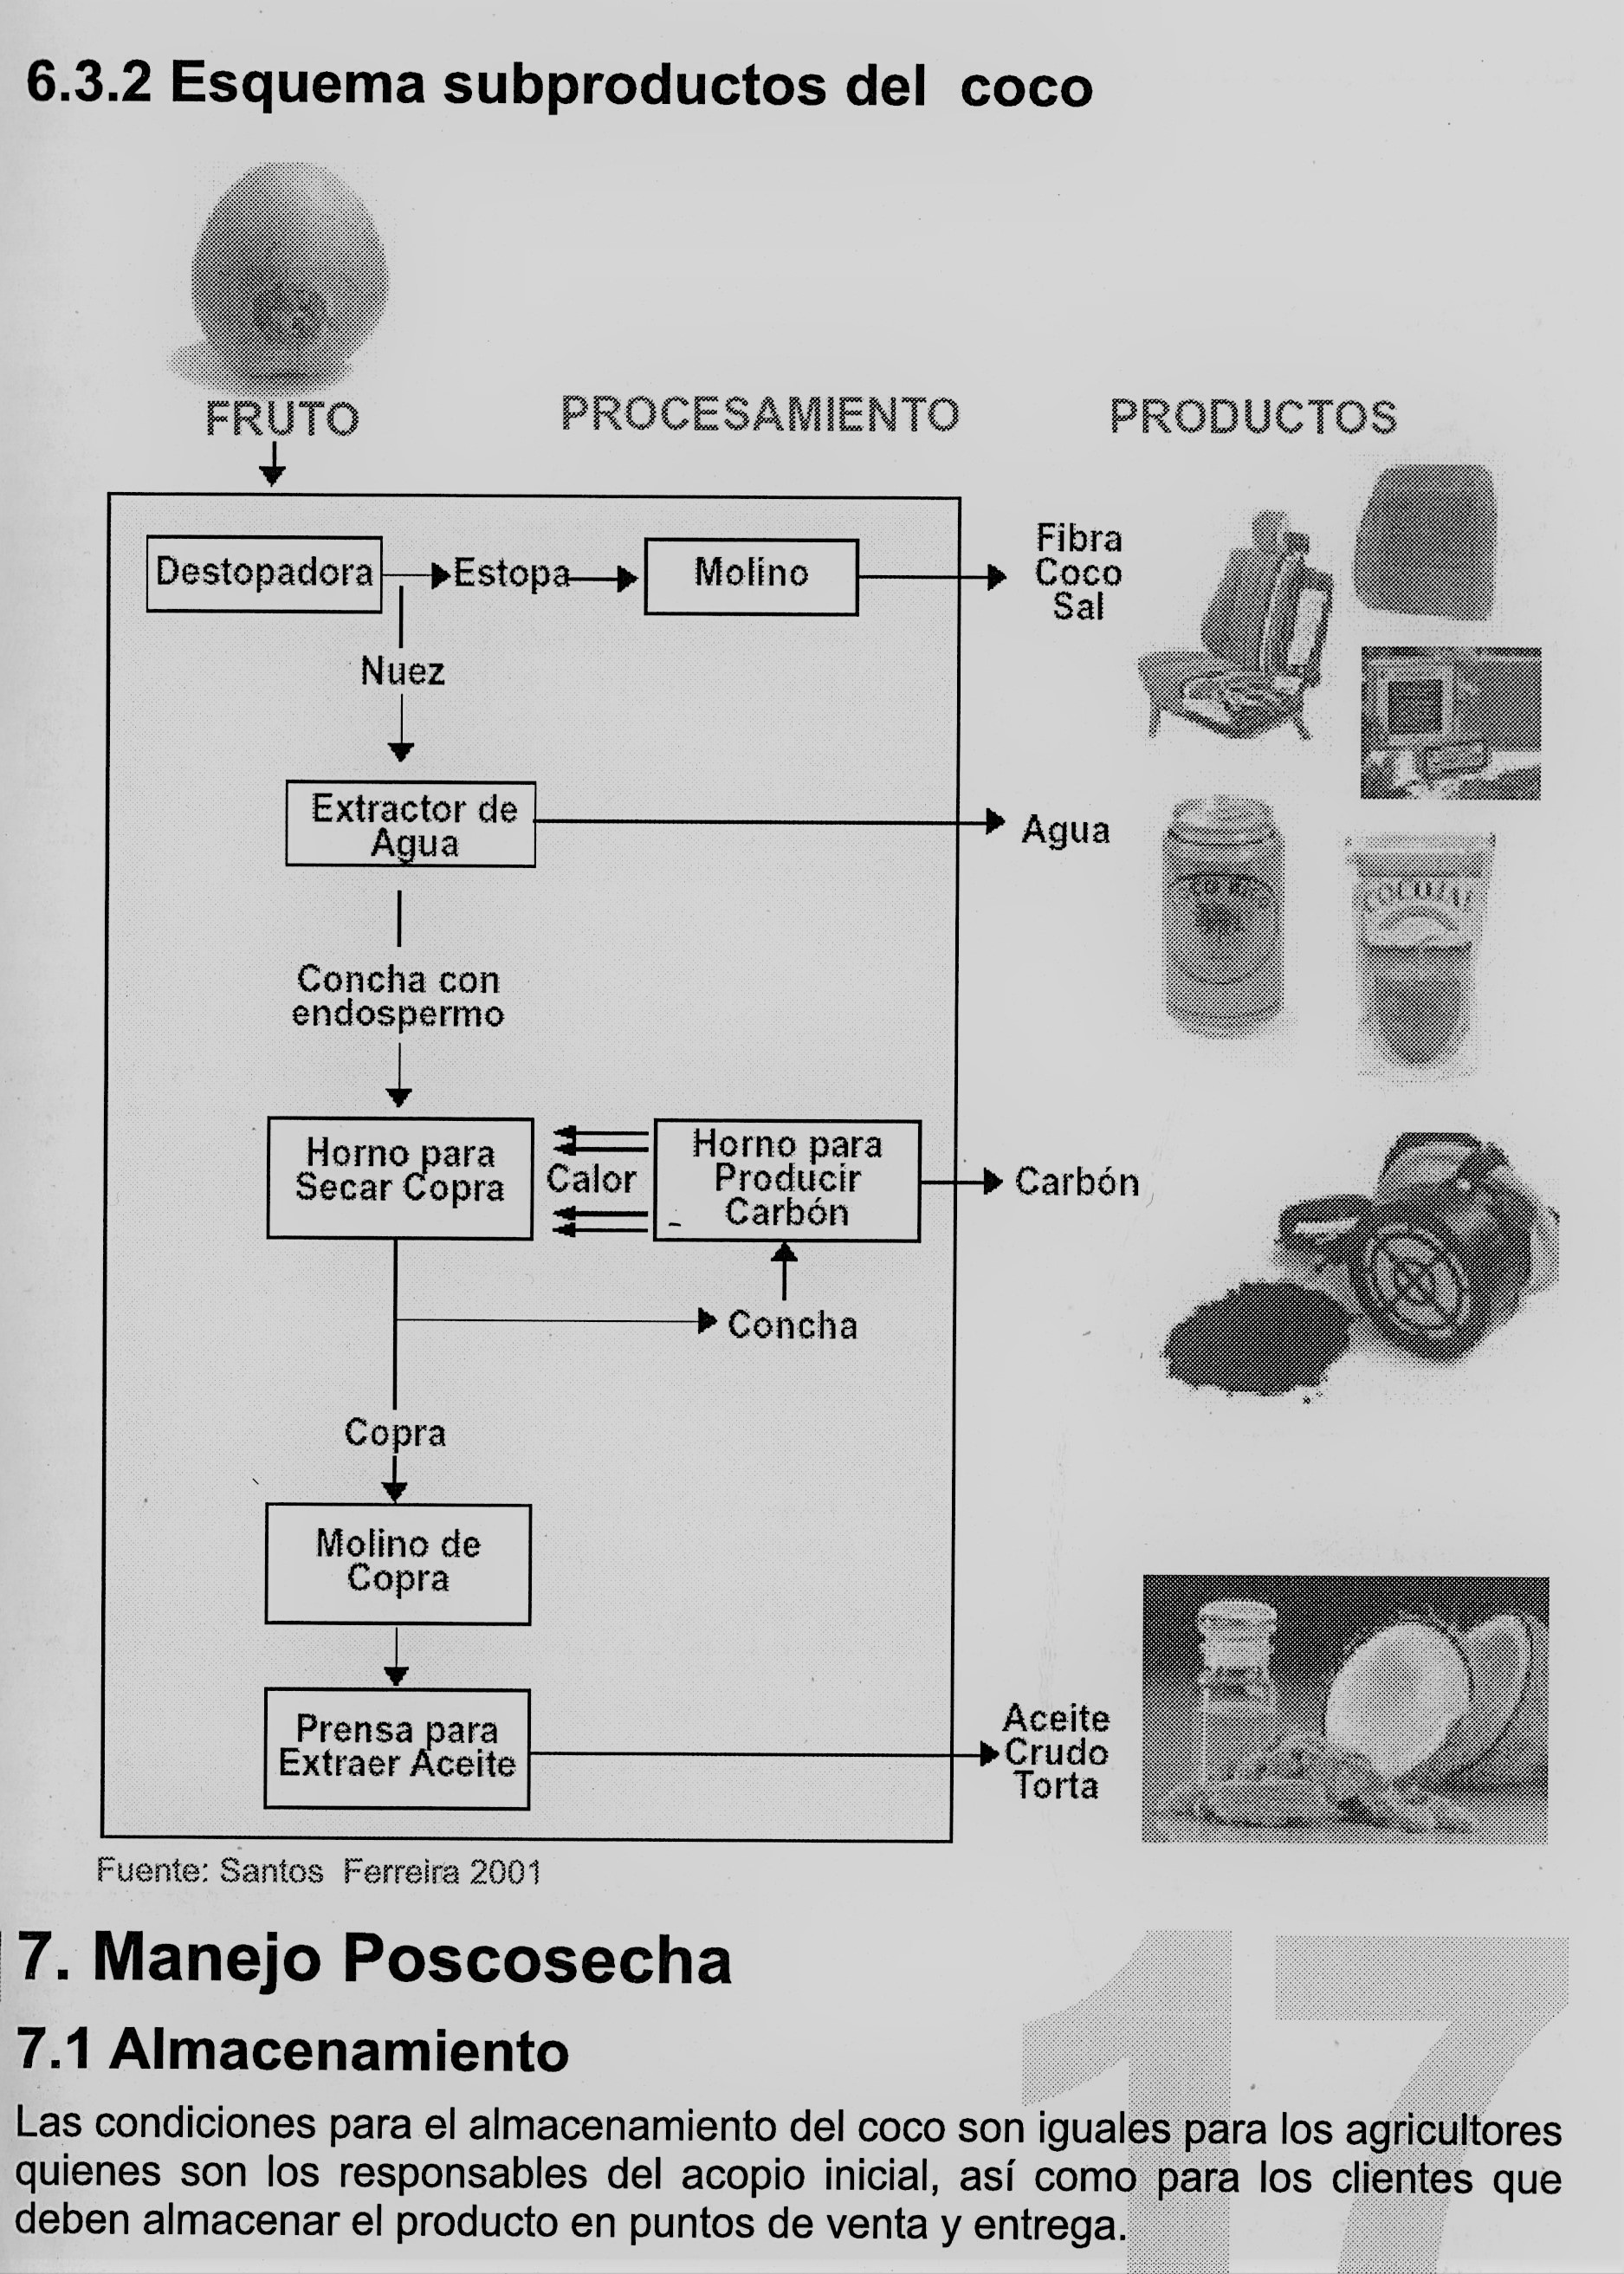 6.3.2 Esquema subproductos del coco
FRUTO
PROCESAMIENTO
PRODUCTOS
Destopadora
Estopa
Molino
Fibra
Coco
Sal
Nuez
Extractor de
Agua
Agua
Concha con
endospermo
Horno para
Secar Copra
Calor
Horno para
Producir
Carbón
Carbón
Concha
Copra
Molino de
Copra
Prensa para
Extraer Aceite
Aceite
Crudo
Torta
Fuente: Santos Ferreira 2001
7. Manejo Poscosecha
7.1 Almacenamiento
Las condiciones para el almacenamiento del coco son iguales para los agricultores
quienes son los responsables del acopio inicial, así como para los clientes que
deben almacenar el producto en puntos de venta y entrega.
17